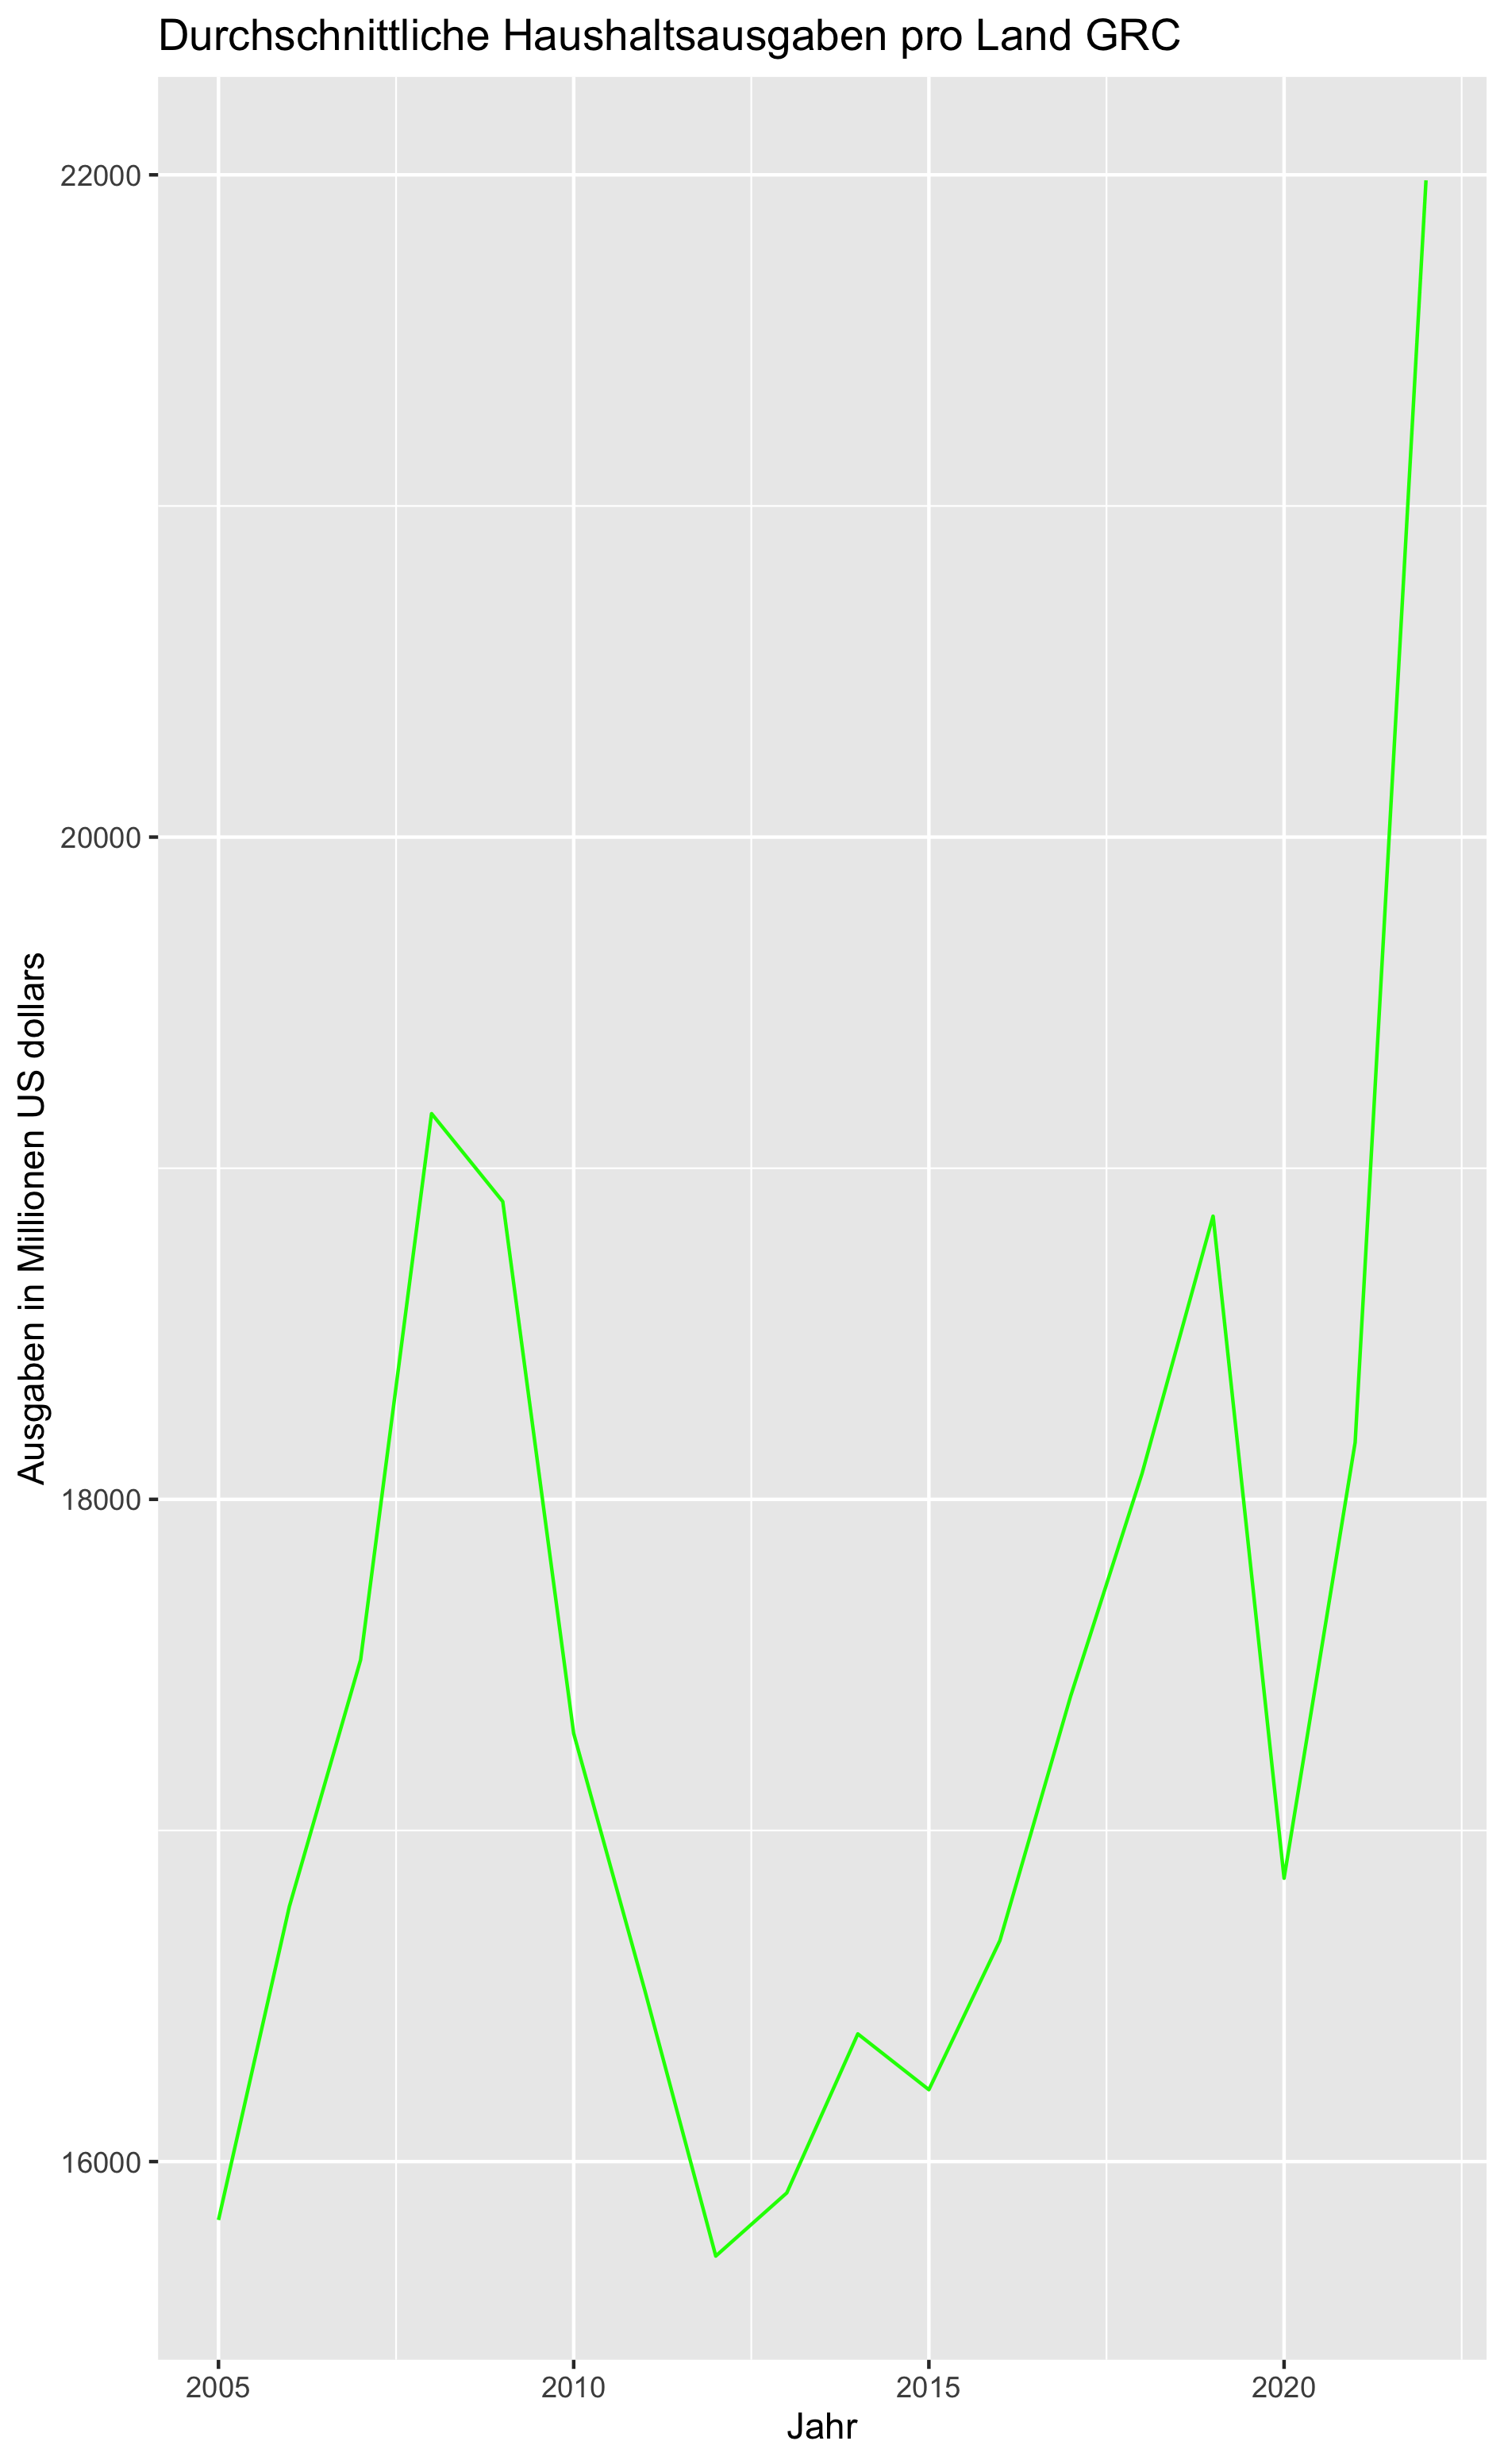 Durchschnittliche Haushaltsausgaben pro Land GRC
22000
20000
18000
16000
Ausgaben in Millionen US dollars
2005 2010 2015 2020
Jahr